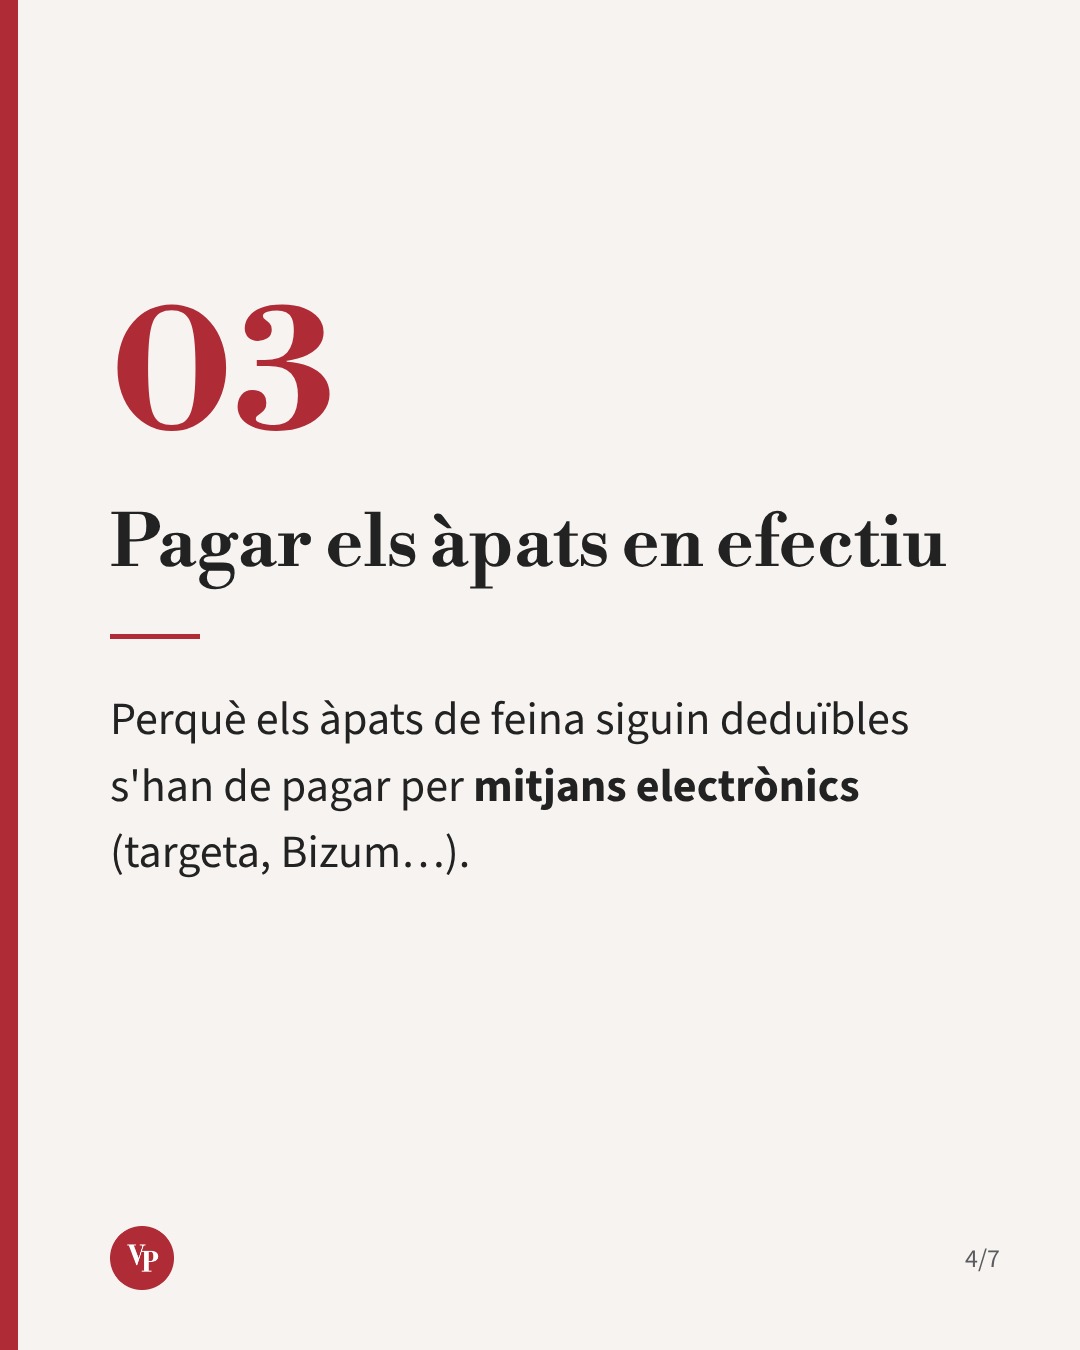 03
Pagar els àpats en efectiu
Perquè els àpats de feina siguin deduïbles
s'han de pagar per mitjans electrònics
(targeta, Bizum…).
VP
4/7